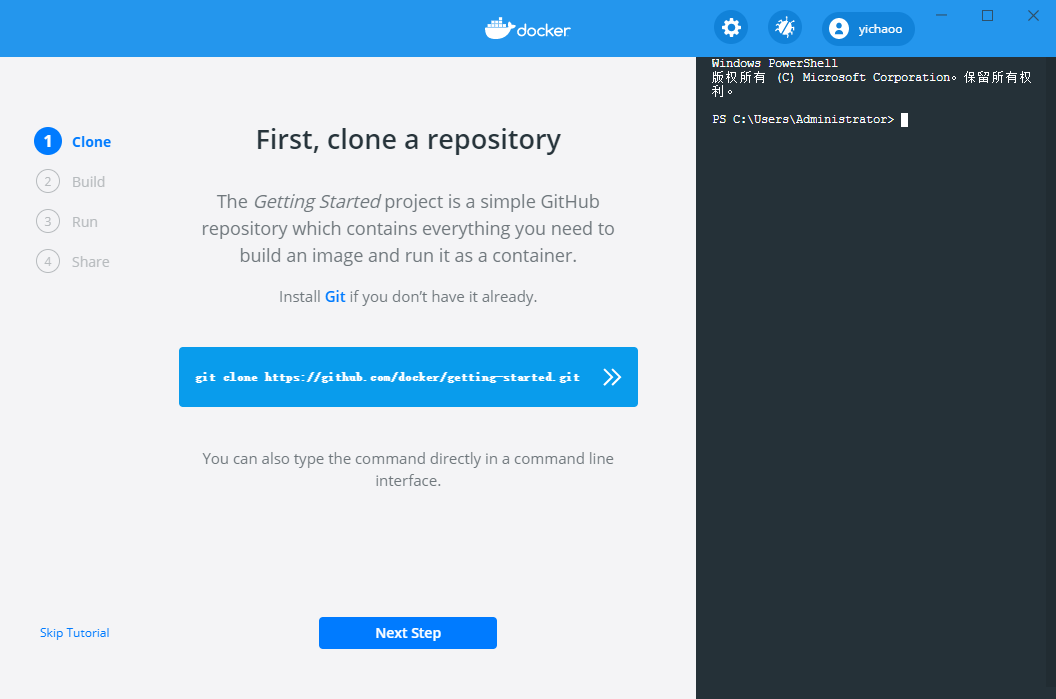 docker
yichaoo
1 Clone
2 Build
3 Run
4 Share
First, clone a repository
The Getting Started project is a simple GitHub
repository which contains everything you need to
build an image and run it as a container.
Install Git if you don't have it already.
git clone https://github.com/docker/getting-started.git
You can also type the command directly in a command line
interface.
Skip Tutorial
Next Step
Windows PowerShell
版权所有 (C) Microsoft Corporation。保留所有权
利。
PS C:\Users\Administrator>